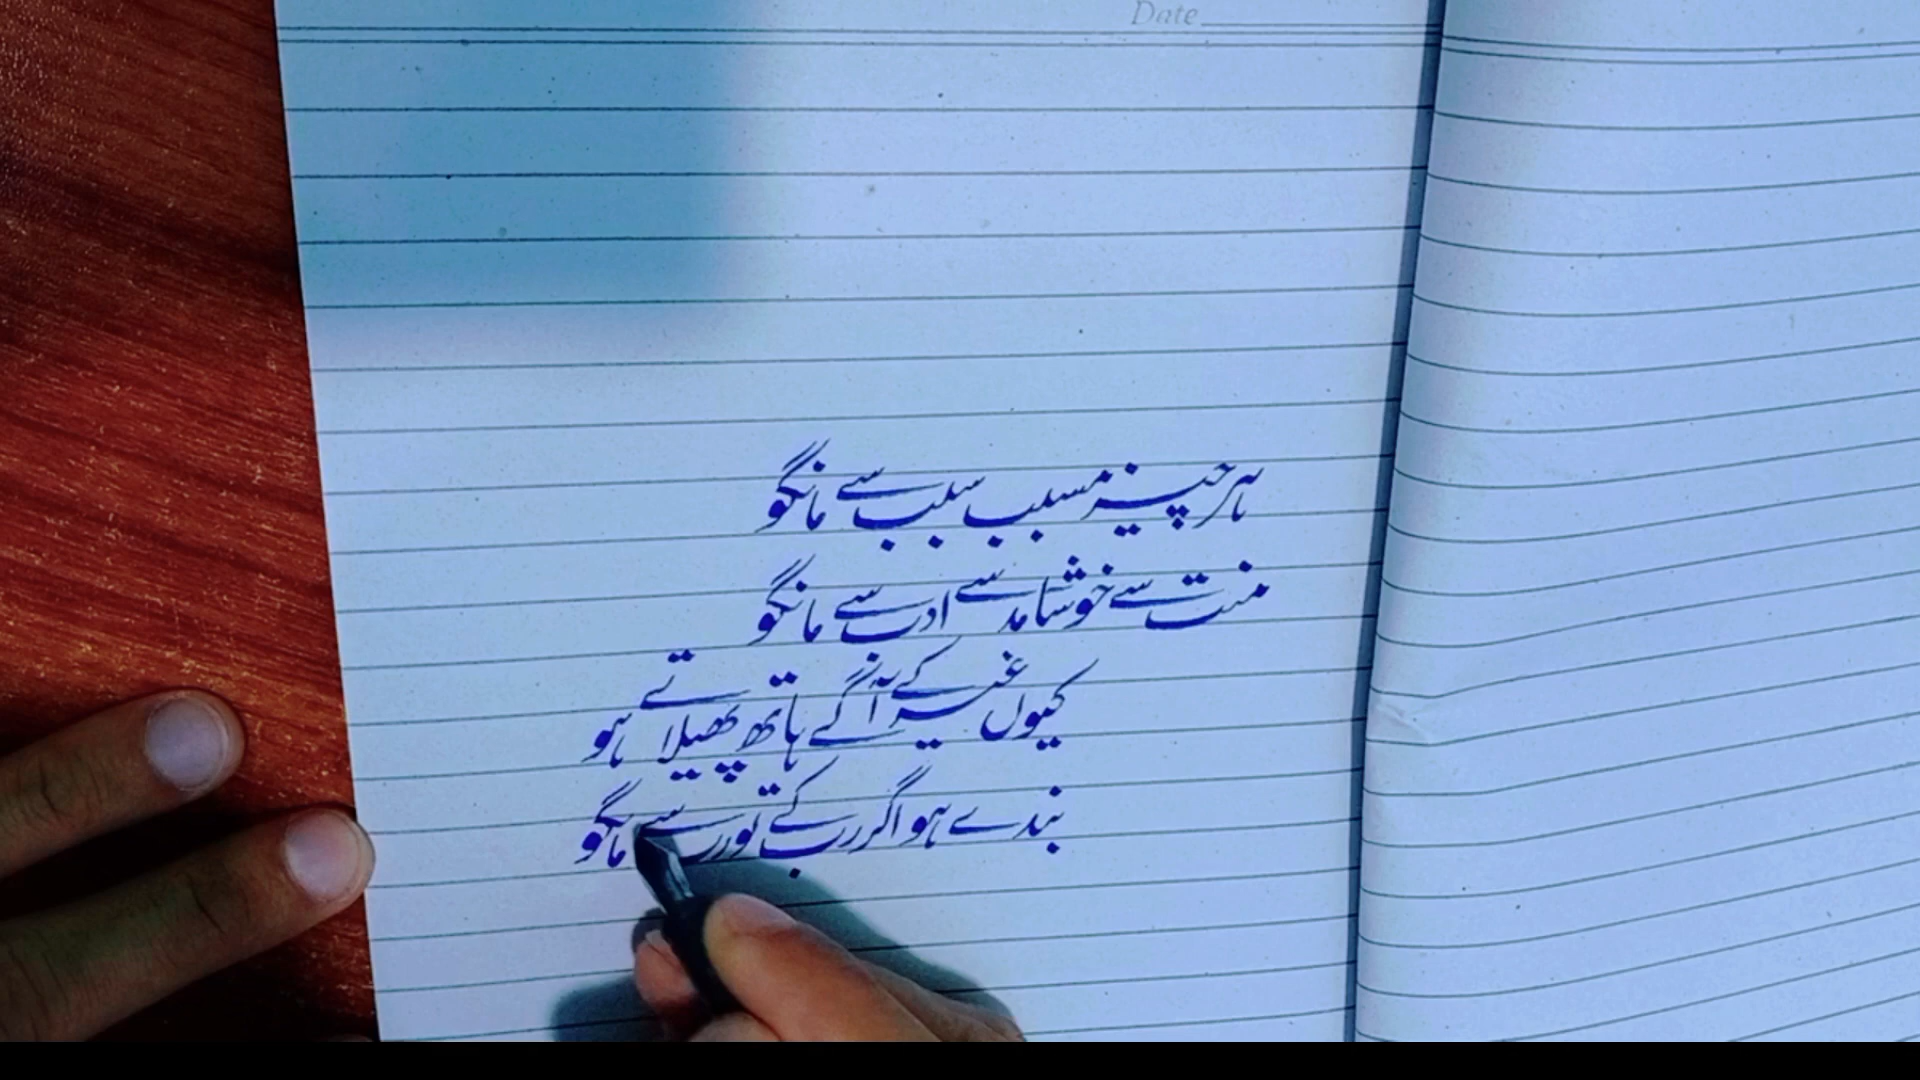 Date
ہر چیز مسبب سبب سے مانگو
منت سے خوشامد سے ادب سے مانگو
کیوں غیر کے آگے ہاتھ پھیلاتے ہو
بندے ہو اگر رب کے تو رب سے مانگو